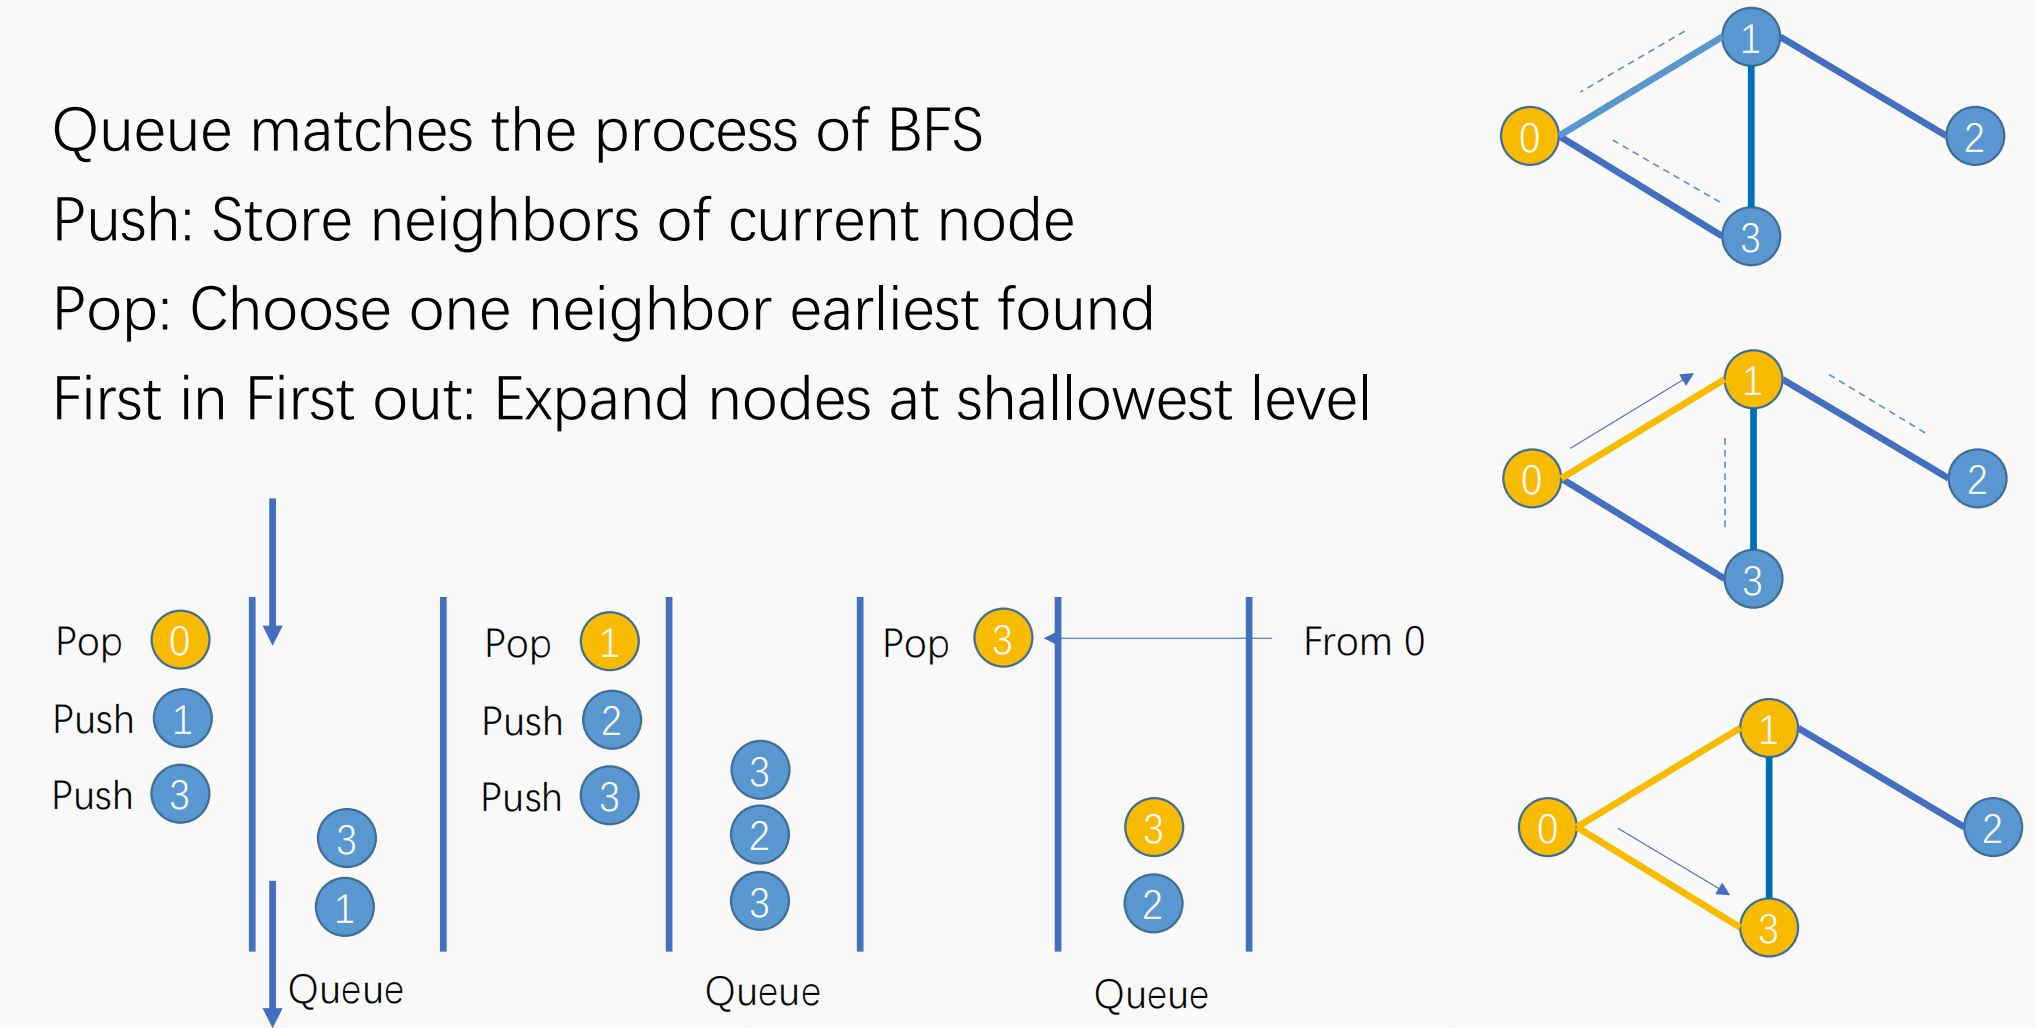 Queue matches the process of BFS
Push: Store neighbors of current node
Pop: Choose one neighbor earliest found
First in First out: Expand nodes at shallowest level
Pop 0
Push 1
Push 3
3
1
Queue
Pop 1
Push 2
Push 3
3
2
3
Queue
Pop 3
From 0
3
2
Queue
1
0
2
3
1
0
2
3
1
0
2
3